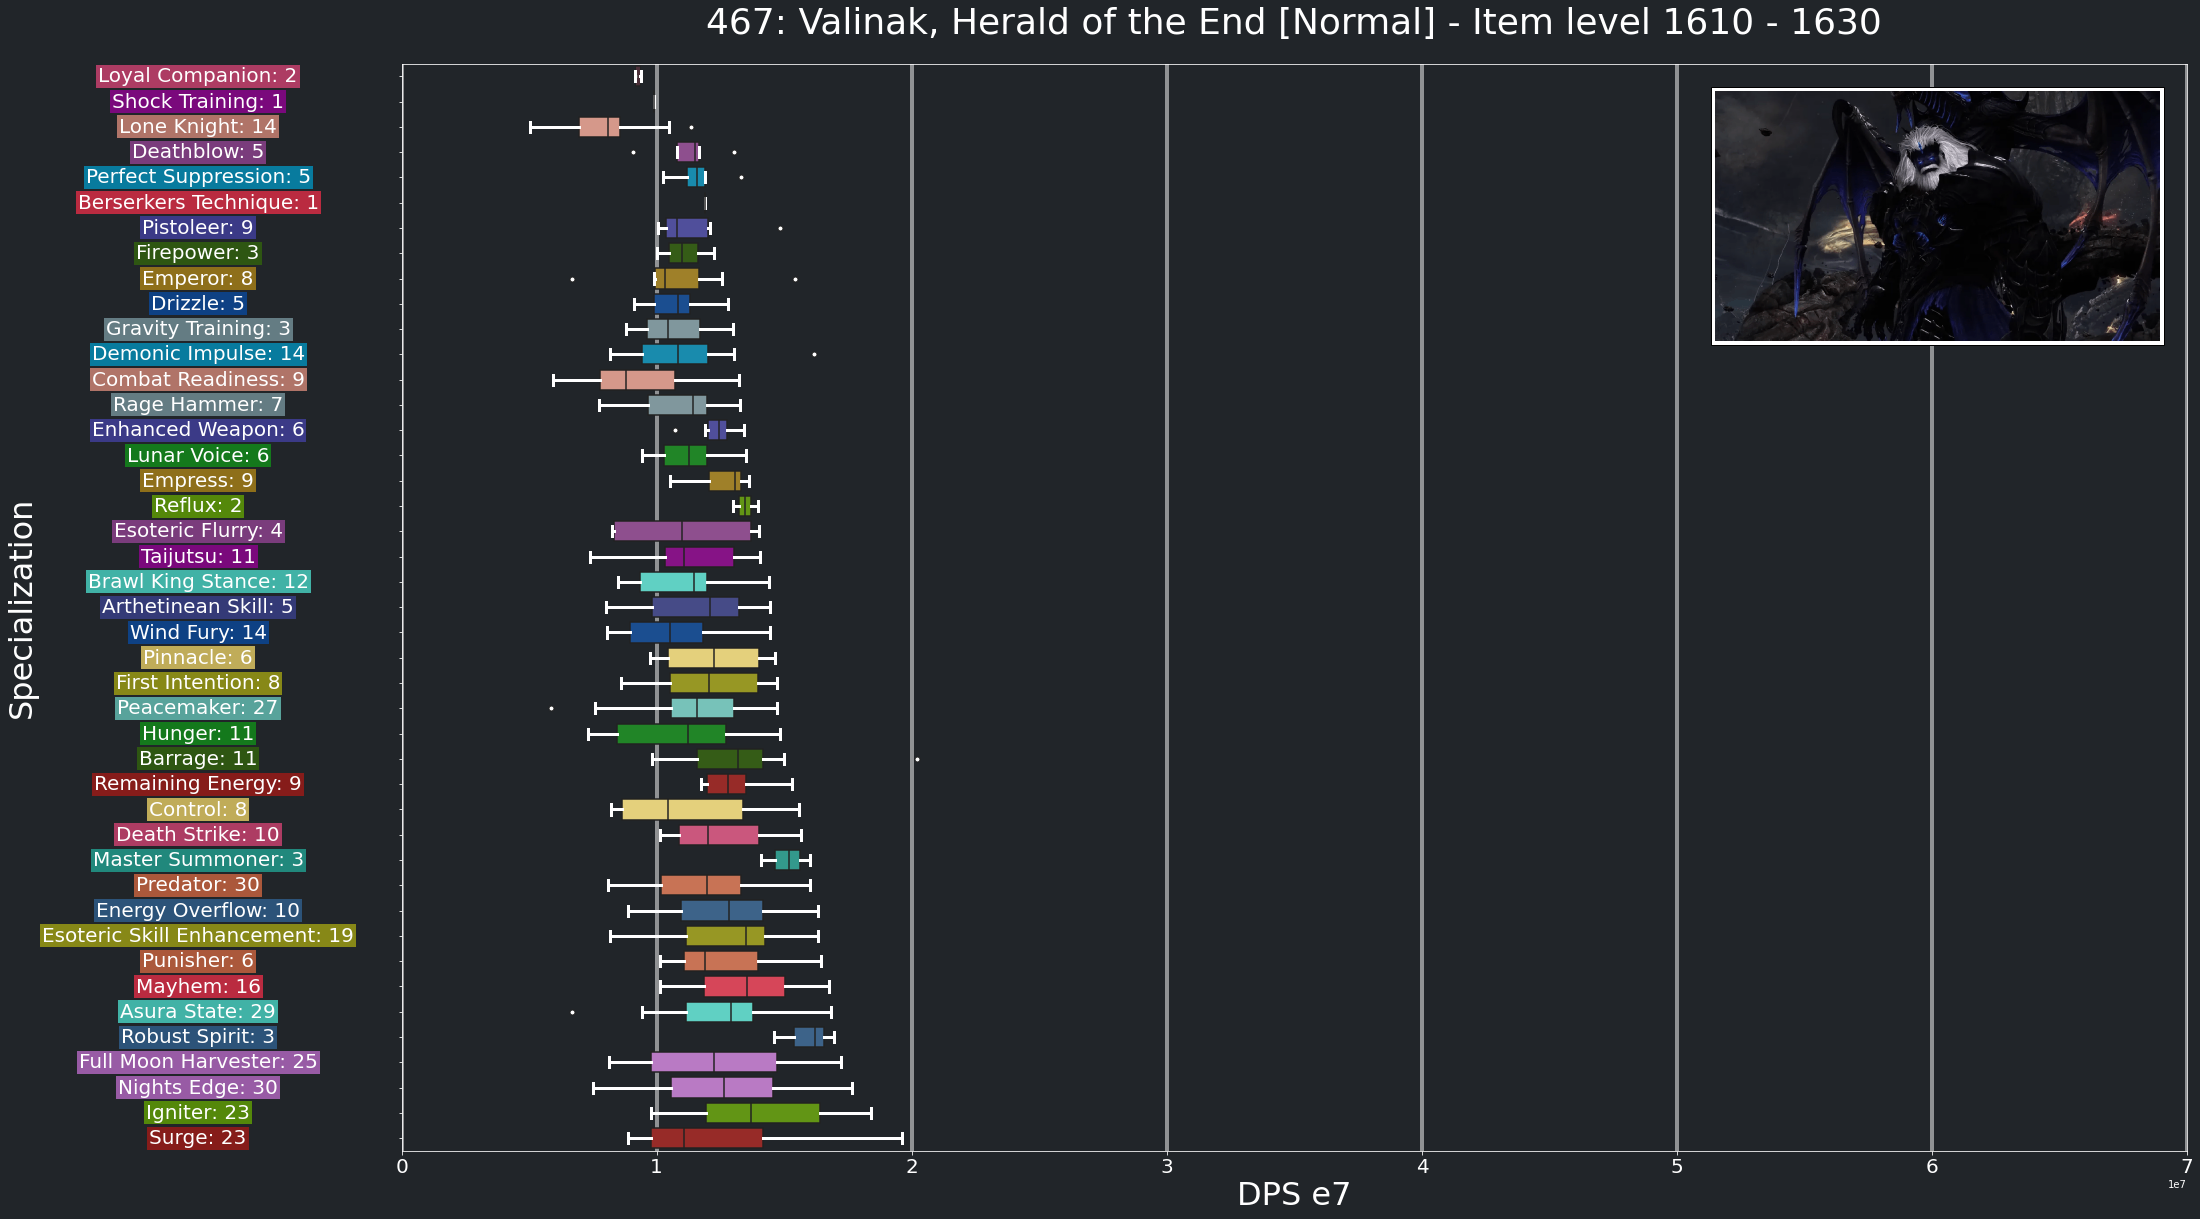 467: Valinak, Herald of the End [Normal] - Item level 1610 - 1630
Loyal Companion: 2
Shock Training: 1
Lone Knight: 14
Deathblow: 5
Perfect Suppression: 5
Berserkers Technique: 1
Pistoleer: 9
Firepower: 3
Emperor: 8
Drizzle: 5
Gravity Training: 3
Demonic Impulse: 14
Combat Readiness: 9
Rage Hammer: 7
Enhanced Weapon: 6
Lunar Voice: 6
Empress: 9
Reflux: 2
Esoteric Flurry: 4
Taijutsu: 11
Brawl King Stance: 12
Arthetinean Skill: 5
Wind Fury: 14
Pinnacle: 6
First Intention: 8
Peacemaker: 27
Hunger: 11
Barrage: 11
Remaining Energy: 9
Control: 8
Death Strike: 10
Master Summoner: 3
Predator: 30
Energy Overflow: 10
Esoteric Skill Enhancement: 19
Punisher: 6
Mayhem: 16
Asura State: 29
Robust Spirit: 3
Full Moon Harvester: 25
Nights Edge: 30
Igniter: 23
Surge: 23
Specialization
0 1 2 3 4 5 6 7
1e7
DPS e7